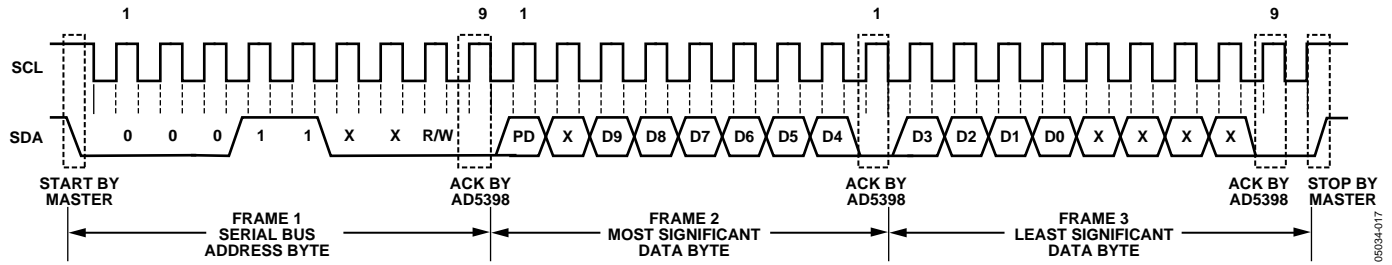 1 9 1 1 9
SCL
SDA 0 0 0 1 1 X X R/W PD X D9 D8 D7 D6 D5 D4 D3 D2 D1 D0 X X X X
START BY
MASTER
ACK BY
AD5398
ACK BY
AD5398
ACK BY
AD5398
STOP BY
MASTER
FRAME 1
SERIAL BUS
ADDRESS BYTE
FRAME 2
MOST SIGNIFICANT
DATA BYTE
FRAME 3
LEAST SIGNIFICANT
DATA BYTE
05034-017